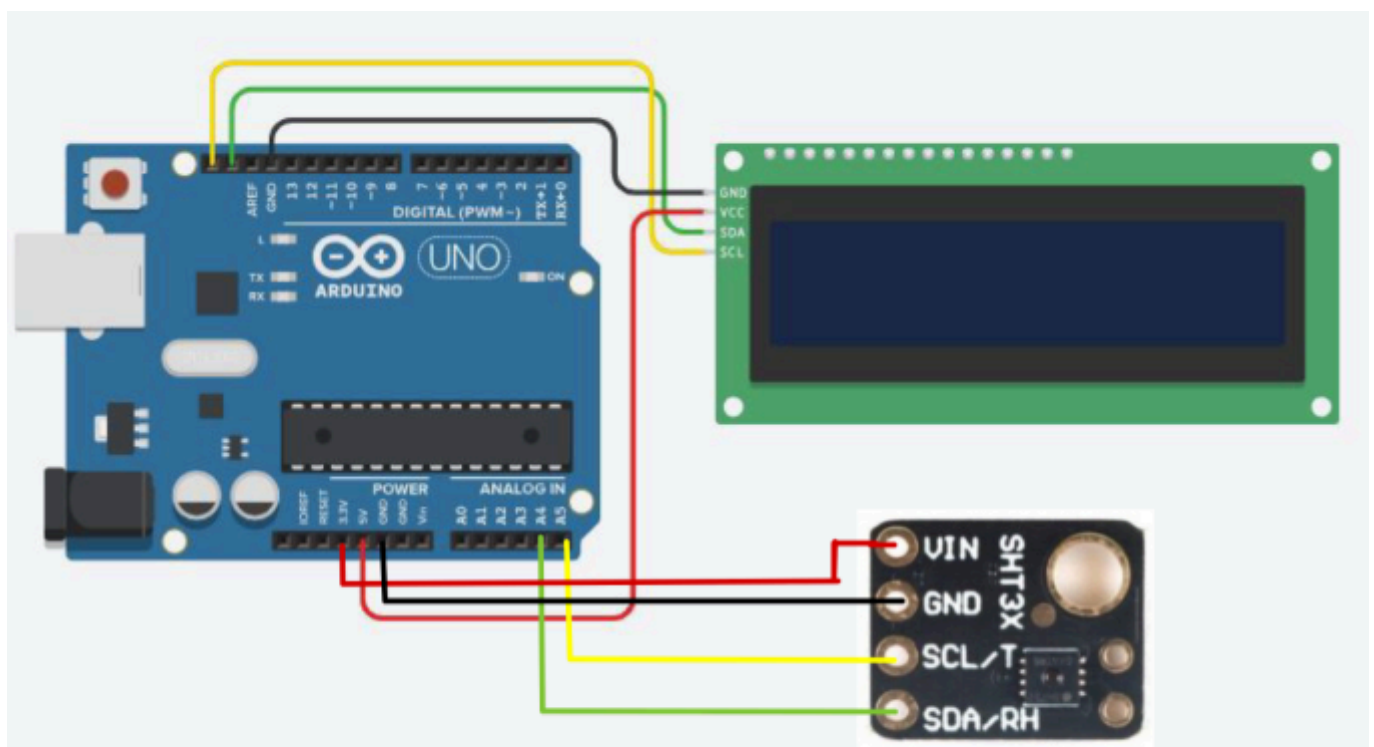 AREF
GND
13
12
~11
~10
~9
8
7
~6
~5
4
~3
2
TX→1
RX←0
DIGITAL (PWM~)
L
TX
RX
ARDUINO
UNO
ON
GND
VCC
SDA
SCL
POWER
ANALOG IN
IOREF
RESET
3.3V
5V
GND
GND
Vin
A0
A1
A2
A3
A4
A5
VIN
GND
SCL/T
SDA/RH
SHT3X